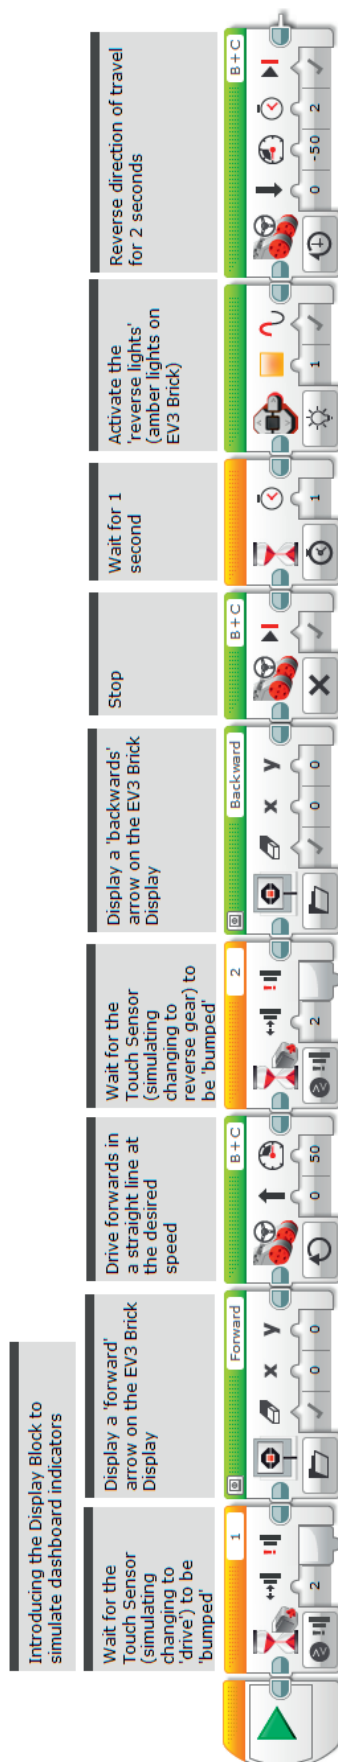 Introducing the Display Block to
simulate dashboard indicators
Wait for the
Touch Sensor
(simulating
changing to
'drive') to be
'bumped'
Display a 'forward'
arrow on the EV3 Brick
Display
Drive forwards in
a straight line at
the desired
speed
Wait for the
Touch Sensor
(simulating
changing to
reverse gear) to
be 'bumped'
Display a 'backwards'
arrow on the EV3 Brick
Display
Stop
Wait for 1
second
Activate the
'reverse lights'
(amber lights on
EV3 Brick)
Reverse direction of travel
for 2 seconds
1
2
Forward
x y
0 0
B+C
0 50
2
2
Backward
x y
0 0
B+C
1
1
B+C
0 -50 2